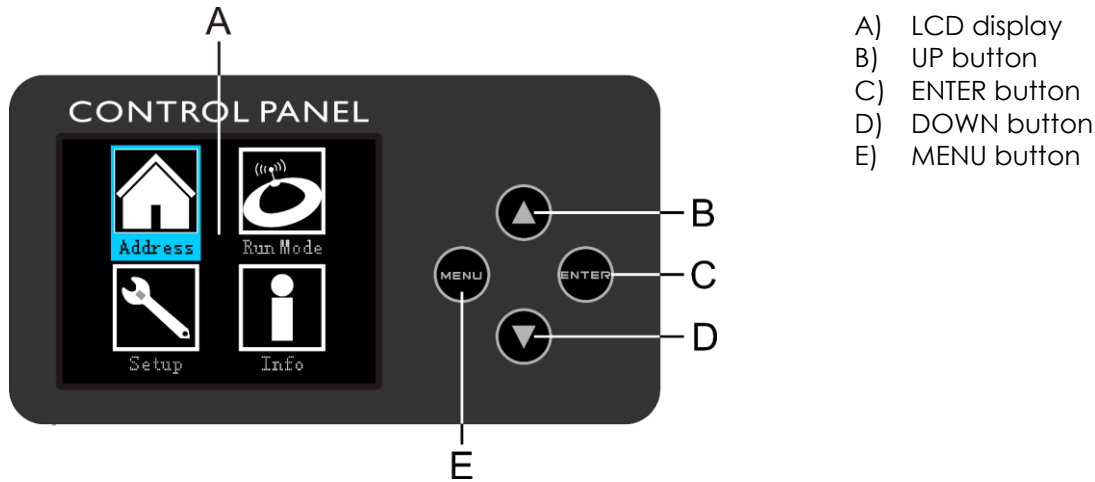 A
CONTROL PANEL
Address
Run Mode
Setup
Info
MENU
ENTER
B
C
D
E
A) LCD display
B) UP button
C) ENTER button
D) DOWN button
E) MENU button